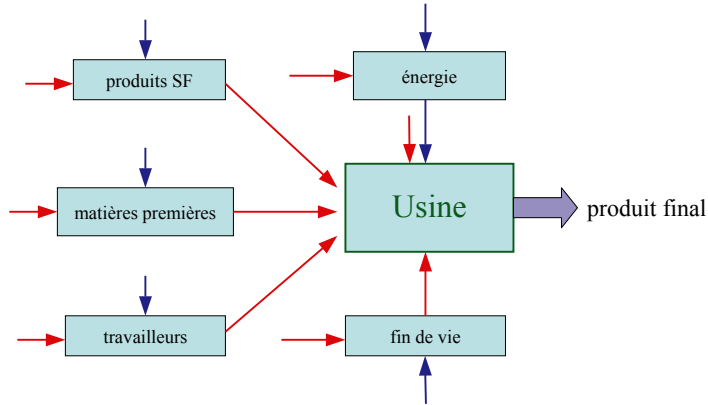 produits SF
énergie
matières premières
Usine
produit final
travailleurs
fin de vie